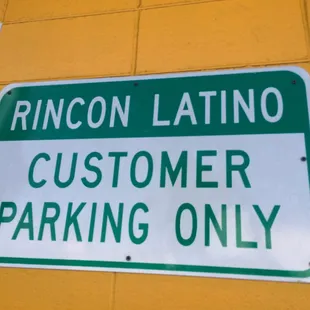 RINCON LATINO
CUSTOMER
PARKING ONLY